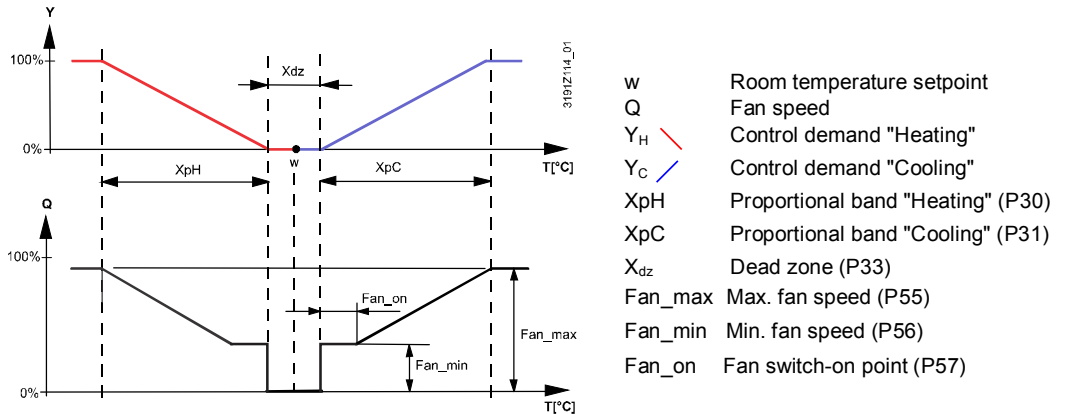 Y
100%
Xdz
3191Z114_01
0%
w
T[°C]
XpH
XpC
Q
100%
Fan_on
Fan_max
Fan_min
0%
T[°C]
w Room temperature setpoint
Q Fan speed
YH Control demand "Heating"
YC Control demand "Cooling"
XpH Proportional band "Heating" (P30)
XpC Proportional band "Cooling" (P31)
Xdz Dead zone (P33)
Fan_max Max. fan speed (P55)
Fan_min Min. fan speed (P56)
Fan_on Fan switch-on point (P57)